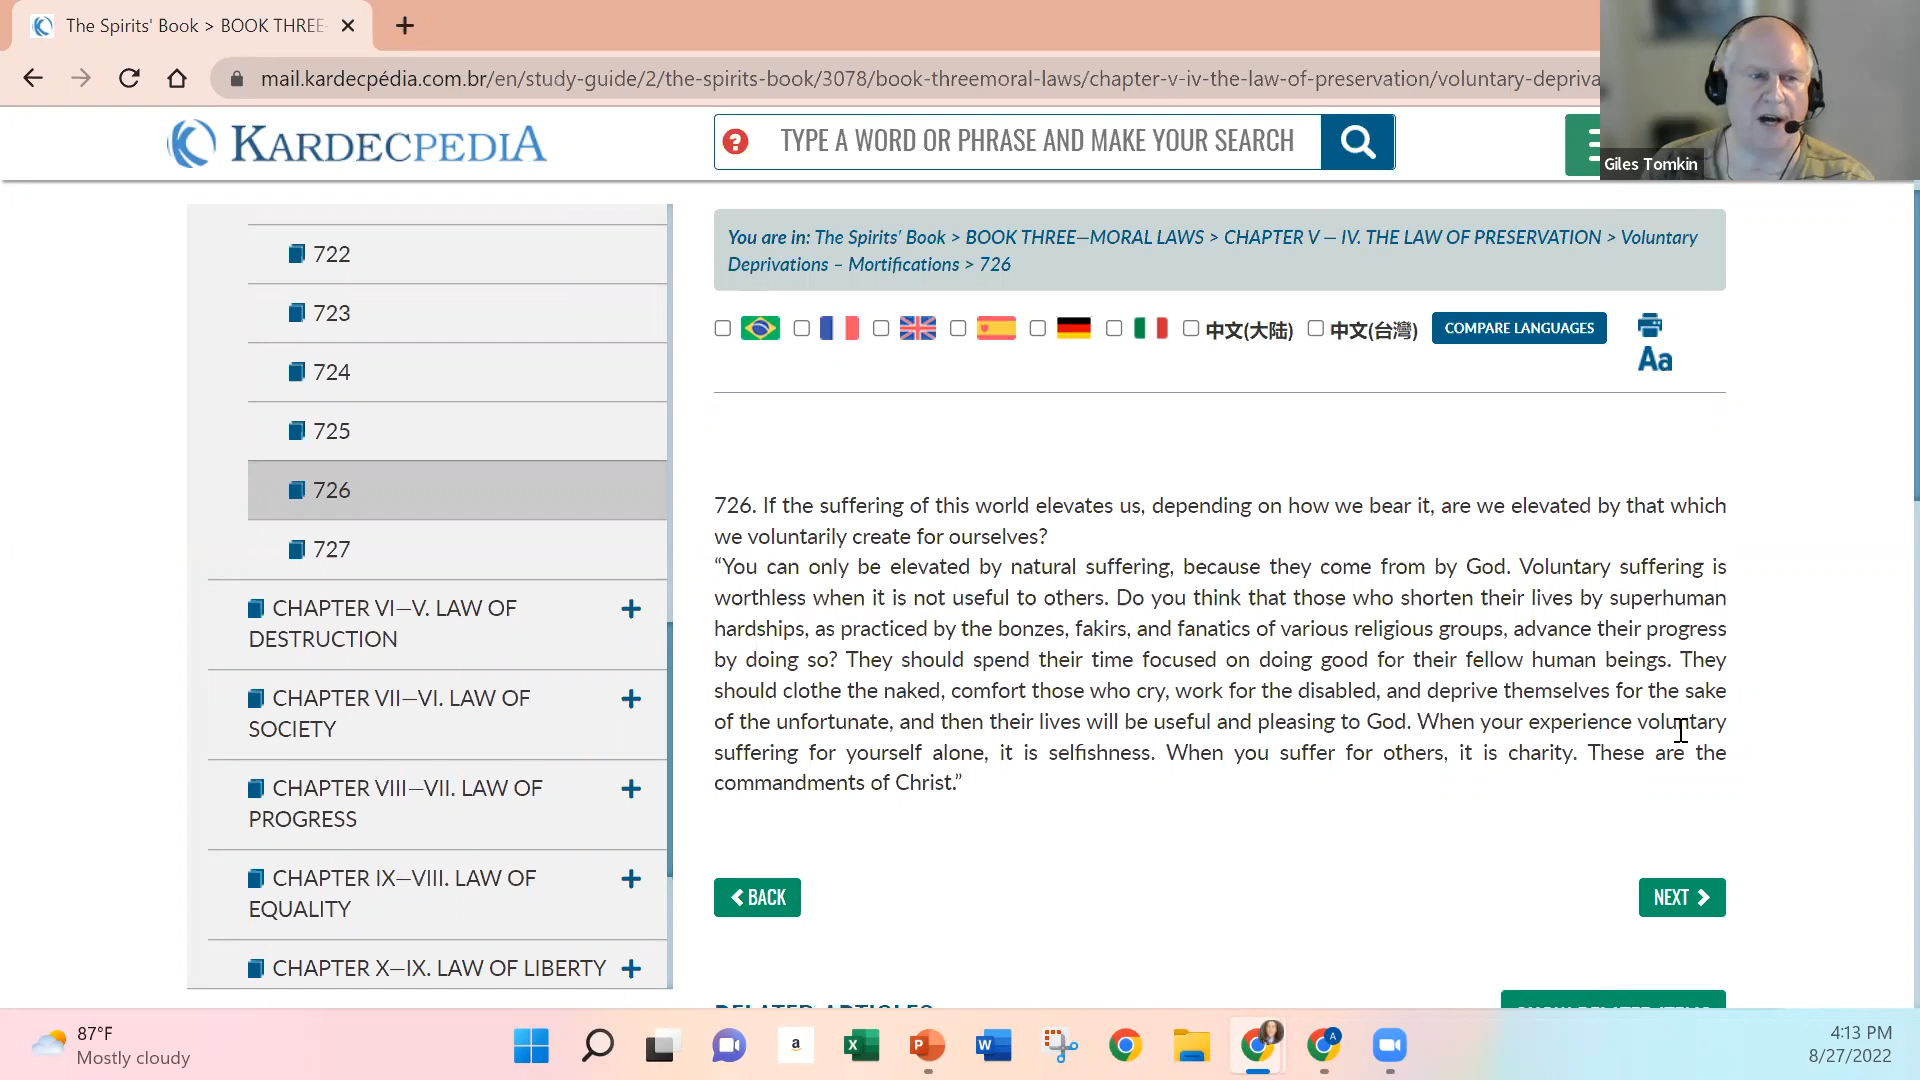 The Spirits' Book > BOOK THREE
mail.kardecpédia.com.br/en/study-guide/2/the-spirits-book/3078/book-threemoral-laws/chapter-v-iv-the-law-of-preservation/voluntary-depriva
KARDECPEDIA
? TYPE A WORD OR PHRASE AND MAKE YOUR SEARCH
Giles Tomkin
722
723
724
725
726
727
CHAPTER VI—V. LAW OF
DESTRUCTION
CHAPTER VII—VI. LAW OF
SOCIETY
CHAPTER VIII—VII. LAW OF
PROGRESS
CHAPTER IX—VIII. LAW OF
EQUALITY
CHAPTER X—IX. LAW OF LIBERTY
You are in: The Spirits' Book > BOOK THREE—MORAL LAWS > CHAPTER V — IV. THE LAW OF PRESERVATION > Voluntary
Deprivations – Mortifications > 726
中文(大陆) 中文(台灣) COMPARE LANGUAGES
Aa
726. If the suffering of this world elevates us, depending on how we bear it, are we elevated by that which
we voluntarily create for ourselves?
“You can only be elevated by natural suffering, because they come from by God. Voluntary suffering is
worthless when it is not useful to others. Do you think that those who shorten their lives by superhuman
hardships, as practiced by the bonzes, fakirs, and fanatics of various religious groups, advance their progress
by doing so? They should spend their time focused on doing good for their fellow human beings. They
should clothe the naked, comfort those who cry, work for the disabled, and deprive themselves for the sake
of the unfortunate, and then their lives will be useful and pleasing to God. When your experience voluntary
suffering for yourself alone, it is selfishness. When you suffer for others, it is charity. These are the
commandments of Christ.”
BACK
NEXT
RELATED ARTICLES
87°F
Mostly cloudy
4:13 PM
8/27/2022